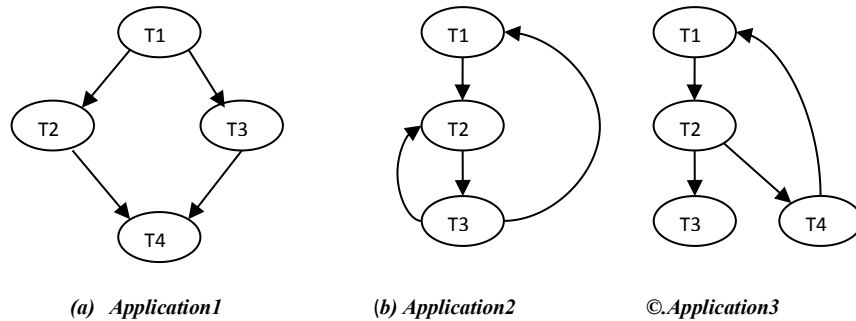 T1
T2
T3
T4
T1
T2
T3
T1
T2
T3
T4
(a) Application1
(b) Application2
©.Application3